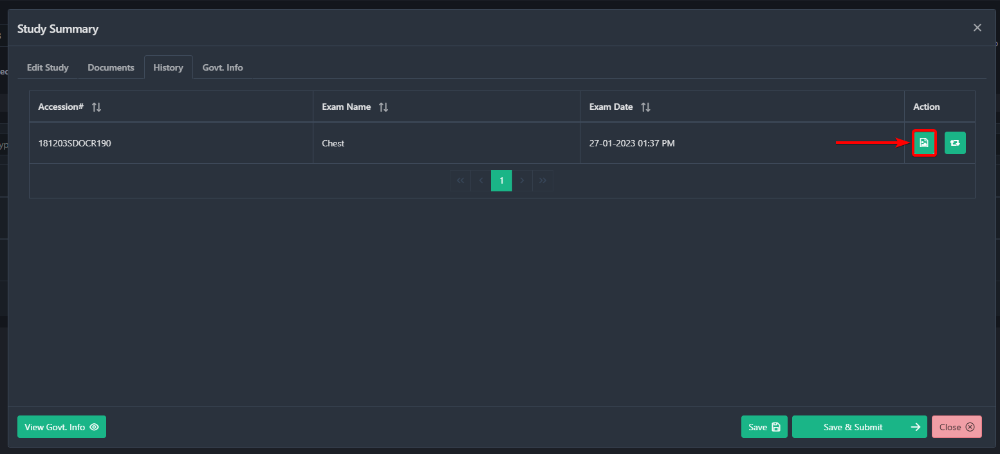 Study Summary
Edit Study Documents History Govt. Info
Accession# Exam Name Exam Date Action
181203SDOCR190 Chest 27-01-2023 01:37 PM
« ‹ 1 › »
View Govt. Info Save Save & Submit Close